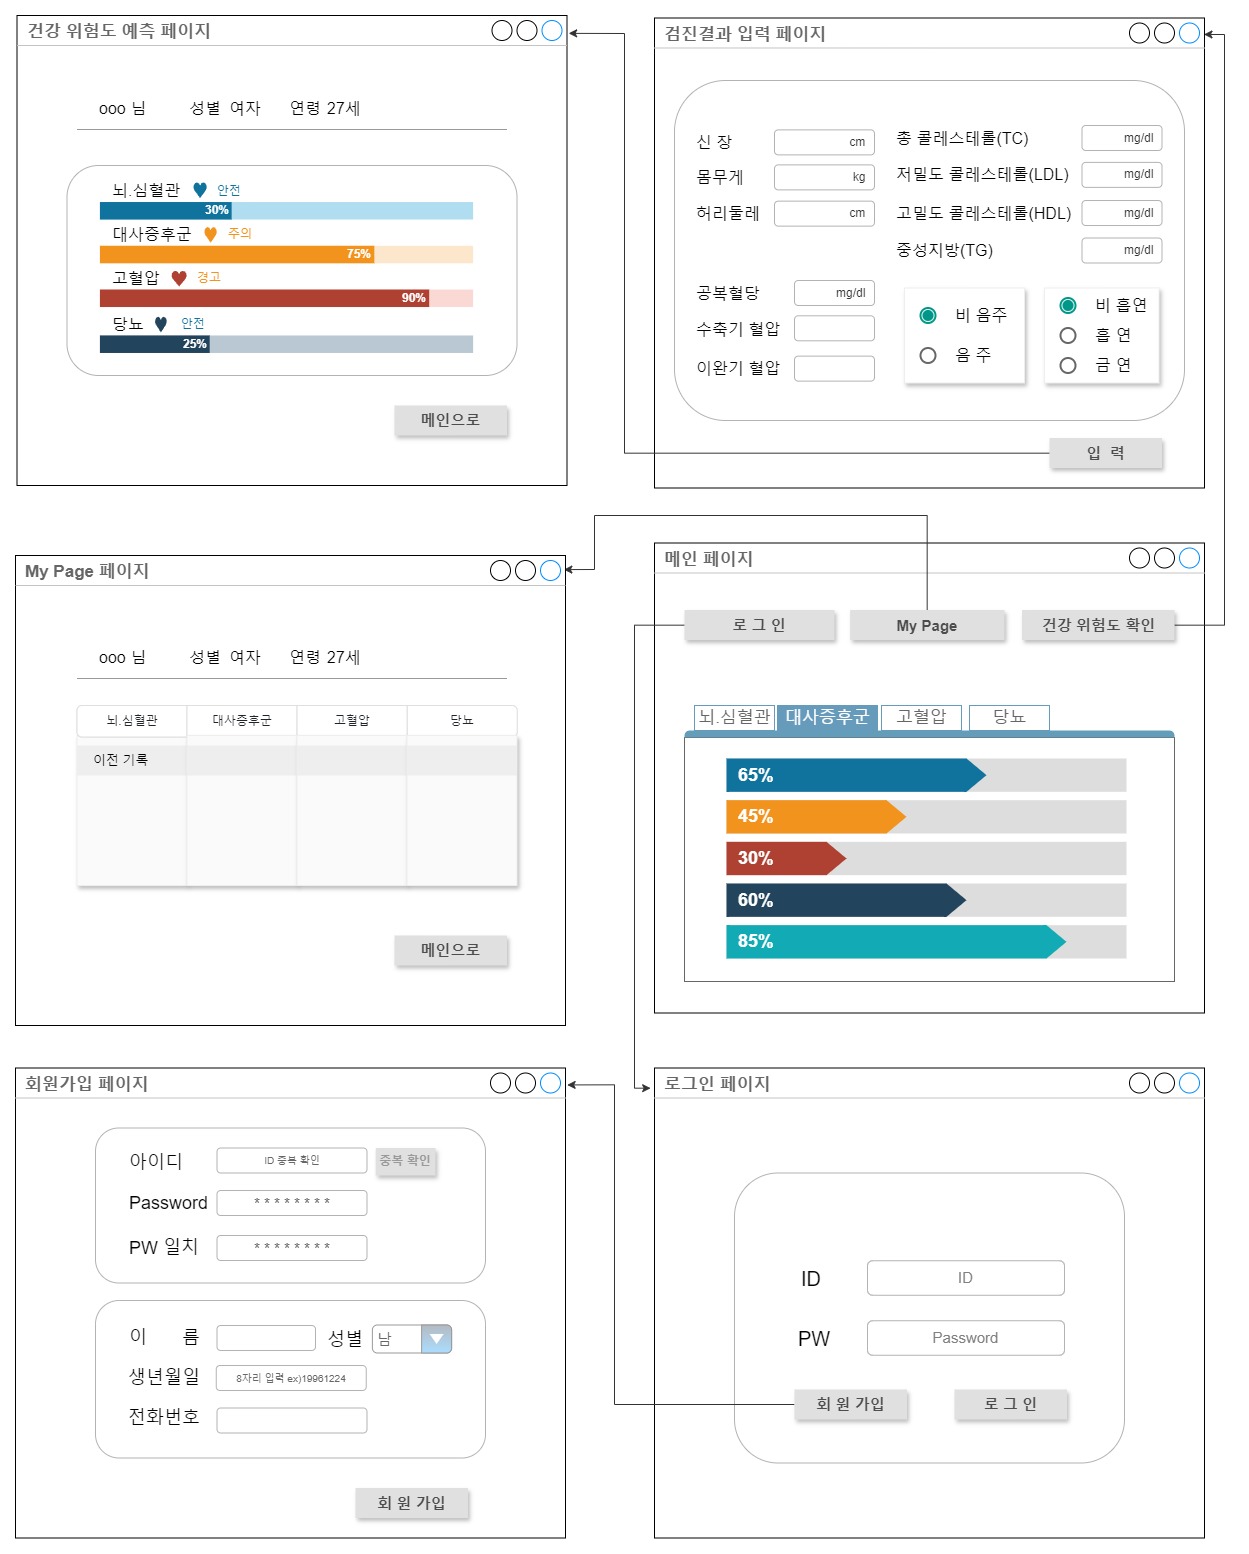 건강 위험도 예측 페이지
ooo 님 성별 여자 연령 27세
뇌.심혈관 안전
30%
대사증후군 주의
75%
고혈압 경고
90%
당뇨 안전
25%
메인으로
검진결과 입력 페이지
신 장 cm
몸무게 kg
허리둘레 cm
총 콜레스테롤(TC) mg/dl
저밀도 콜레스테롤(LDL) mg/dl
고밀도 콜레스테롤(HDL) mg/dl
중성지방(TG) mg/dl
공복혈당 mg/dl
수축기 혈압
이완기 혈압
비 음주
음 주
비 흡연
흡 연
금 연
입 력
My Page 페이지
ooo 님 성별 여자 연령 27세
뇌.심혈관 대사증후군 고혈압 당뇨
이전 기록
메인으로
메인 페이지
로 그 인 My Page 건강 위험도 확인
뇌.심혈관 대사증후군 고혈압 당뇨
65%
45%
30%
60%
85%
회원가입 페이지
아이디 ID 중복 확인 중복 확인
Password * * * * * * * *
PW 일치 * * * * * * * *
이 름 성별 남
생년월일 8자리 입력 ex)19961224
전화번호
회 원 가입
로그인 페이지
ID ID
PW Password
회 원 가입 로 그 인